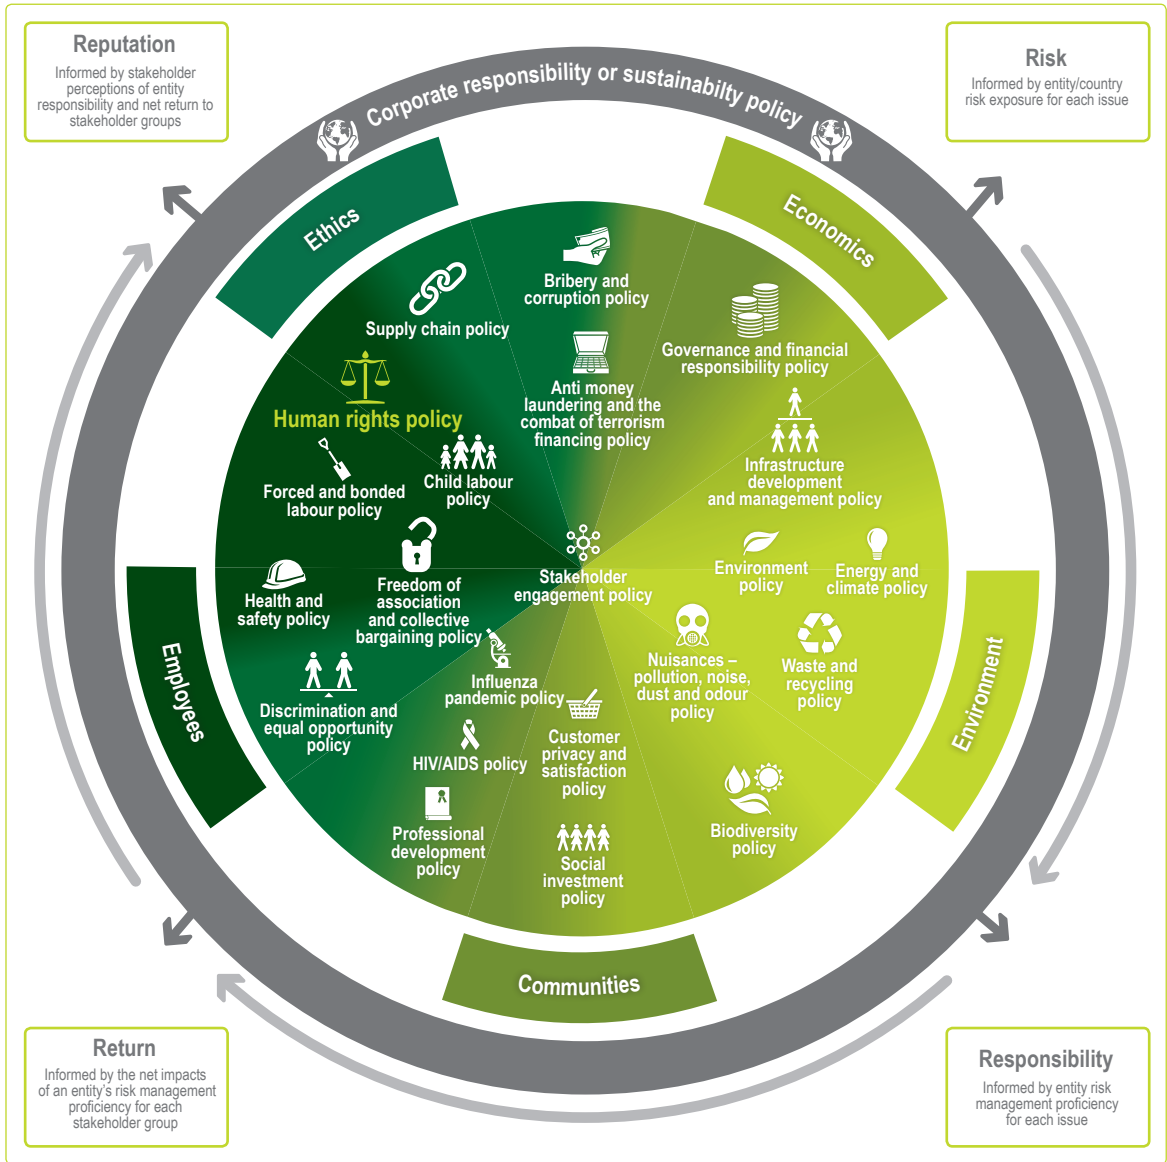 Reputation
Informed by stakeholder
perceptions of entity
responsibility and net return to
stakeholder groups
Risk
Informed by entity/country
risk exposure for each issue
Corporate responsibility or sustainabilty policy
Ethics
Economics
Bribery and
corruption policy
Supply chain policy
Governance and financial
responsibility policy
Anti money
laundering and the
combat of terrorism
financing policy
Human rights policy
Child labour
policy
Infrastructure
development
and management policy
Forced and bonded
labour policy
Stakeholder
engagement policy
Environment
policy
Energy and
climate policy
Health and
safety policy
Freedom of
association
and collective
bargaining policy
Nuisances –
pollution, noise,
dust and odour
policy
Waste and
recycling
policy
Employees
Environment
Influenza
pandemic policy
Discrimination and
equal opportunity
policy
Customer
privacy and
satisfaction
policy
HIV/AIDS policy
Professional
development
policy
Biodiversity
policy
Social
investment
policy
Communities
Return
Informed by the net impacts
of an entity's risk management
proficiency for each
stakeholder group
Responsibility
Informed by entity risk
management proficiency
for each issue